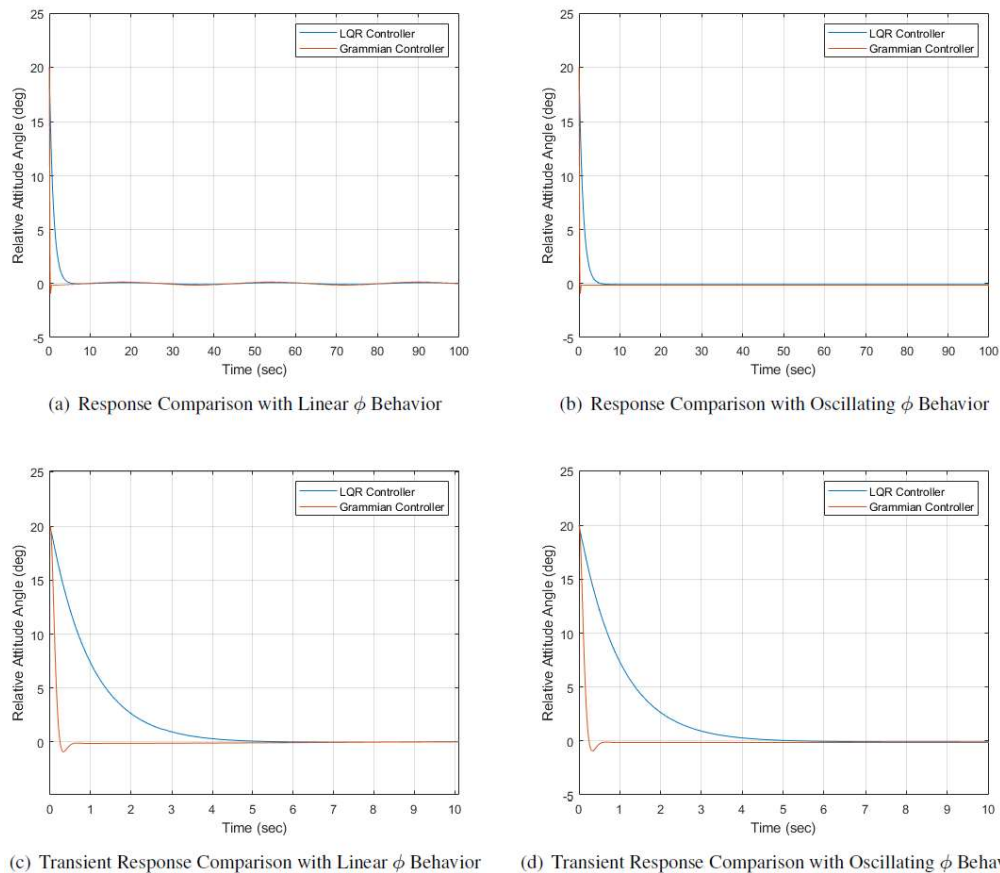 25
20
15
10
5
0
-5
Relative Attitude Angle (deg)
LQR Controller
Grammian Controller
0 10 20 30 40 50 60 70 80 90 100
Time (sec)
(a) Response Comparison with Linear ϕ Behavior
25
20
15
10
5
0
-5
Relative Attitude Angle (deg)
LQR Controller
Grammian Controller
0 10 20 30 40 50 60 70 80 90 100
Time (sec)
(b) Response Comparison with Oscillating ϕ Behavior
25
20
15
10
5
0
Relative Attitude Angle (deg)
LQR Controller
Grammian Controller
0 1 2 3 4 5 6 7 8 9 10
Time (sec)
(c) Transient Response Comparison with Linear ϕ Behavior
25
20
15
10
5
0
-5
Relative Attitude Angle (deg)
LQR Controller
Grammian Controller
0 1 2 3 4 5 6 7 8 9 10
Time (sec)
(d) Transient Response Comparison with Oscillating ϕ Behav